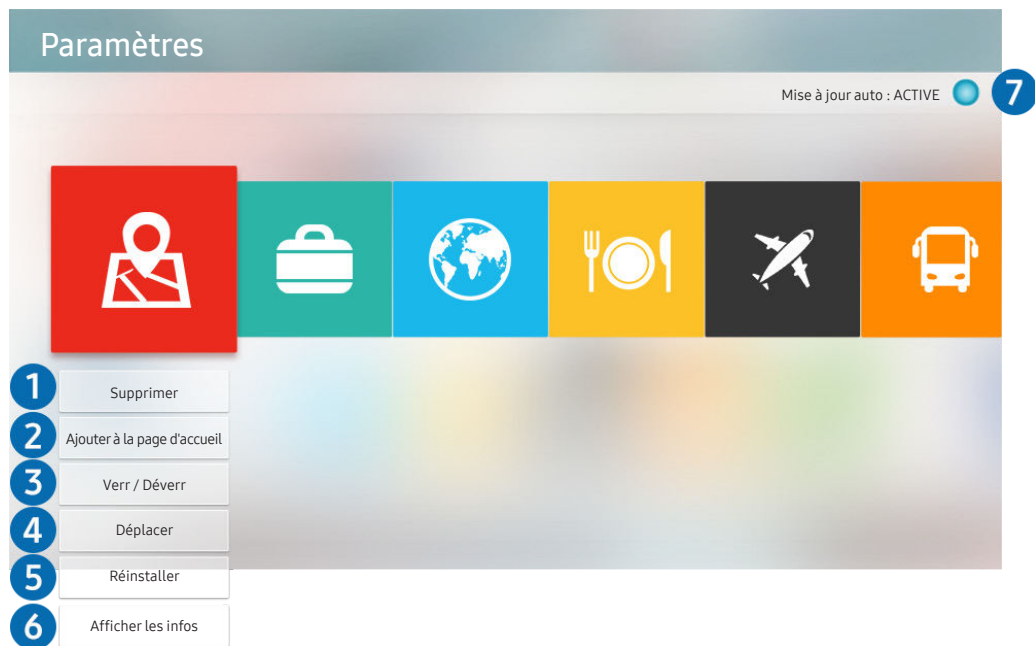 Paramètres
Mise à jour auto : ACTIVE 7
1 Supprimer
2 Ajouter à la page d'accueil
3 Verr / Déverr
4 Déplacer
5 Réinstaller
6 Afficher les infos